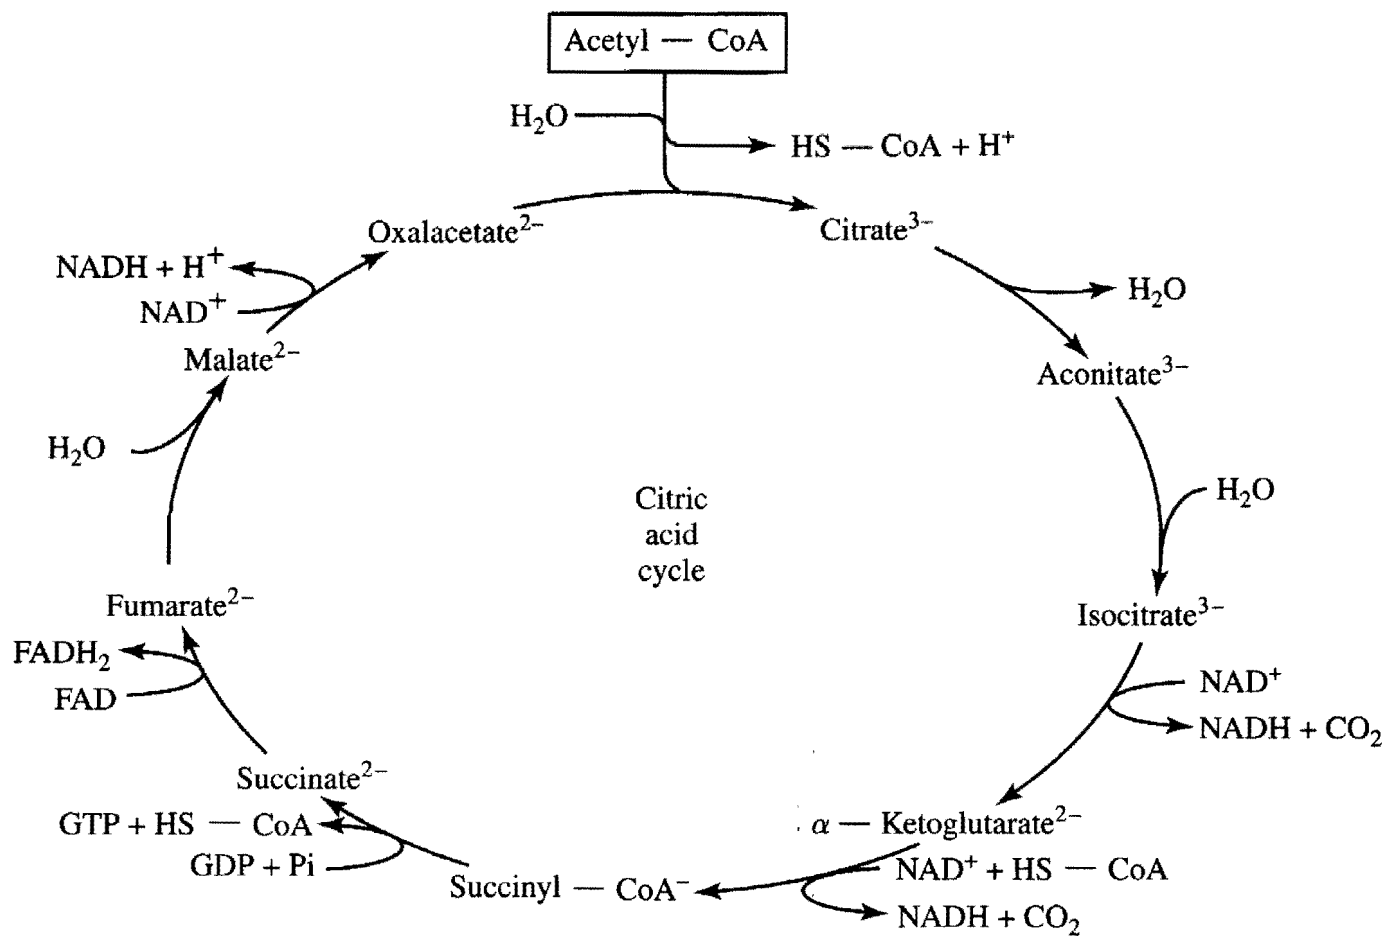 Acetyl — CoA
H₂O
HS — CoA + H⁺
Oxalacetate²⁻
Citrate³⁻
NADH + H⁺
NAD⁺
H₂O
Malate²⁻
Aconitate³⁻
H₂O
H₂O
Citric
acid
cycle
Fumarate²⁻
Isocitrate³⁻
FADH₂
FAD
NAD⁺
NADH + CO₂
Succinate²⁻
GTP + HS — CoA
GDP + Pi
α — Ketoglutarate²⁻
NAD⁺ + HS — CoA
Succinyl — CoA⁻
NADH + CO₂